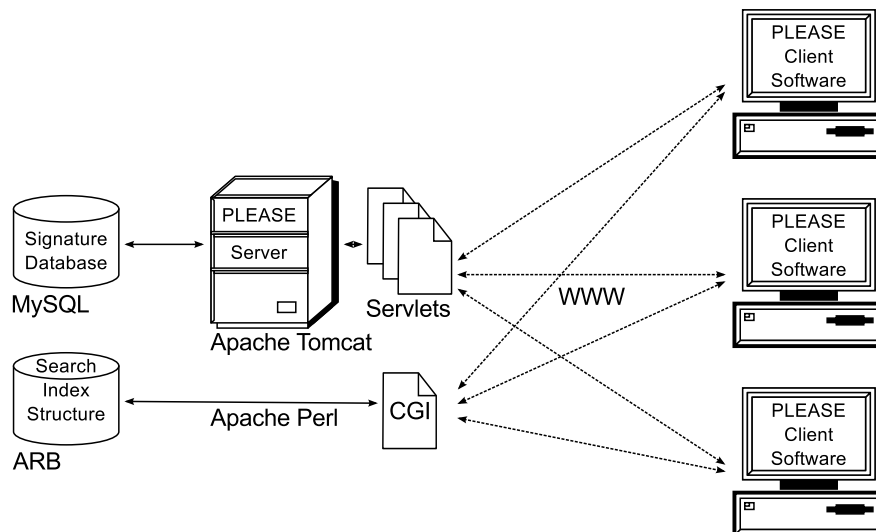 PLEASE
Client
Software
Signature
Database
MySQL
PLEASE
Server
Apache Tomcat
Servlets
WWW
PLEASE
Client
Software
Search
Index
Structure
ARB
Apache Perl
CGI
PLEASE
Client
Software